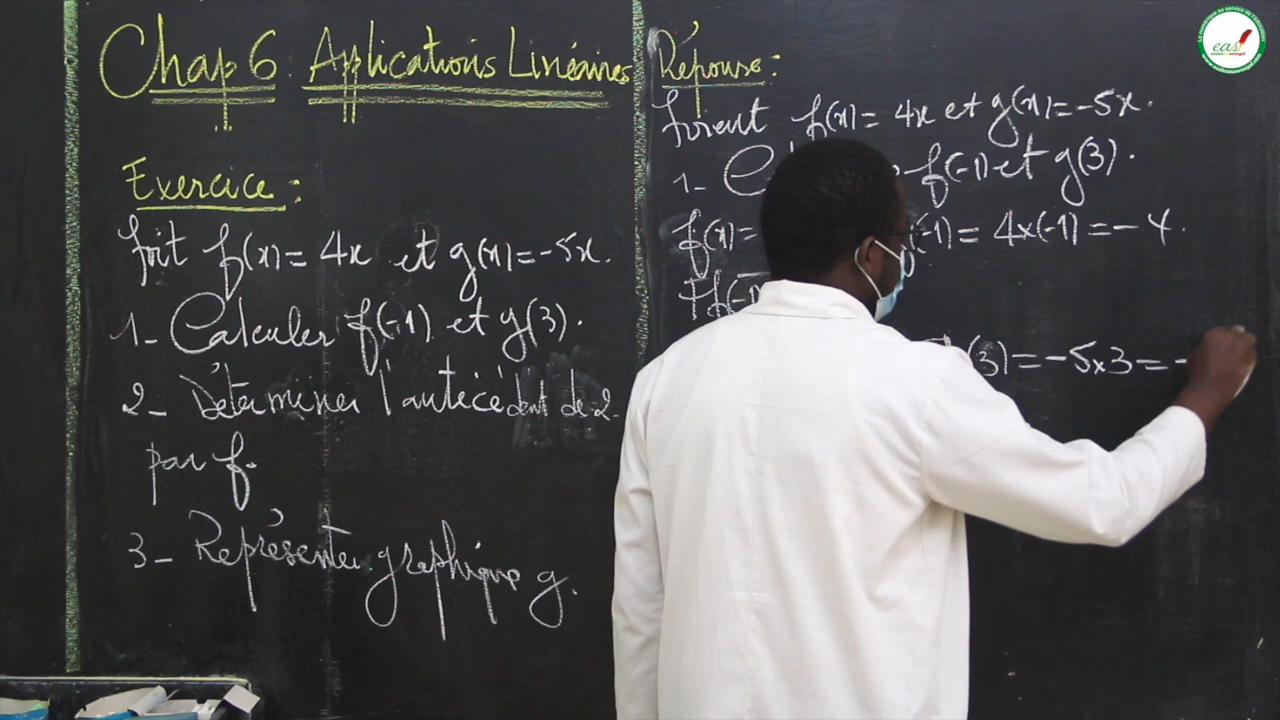 Chap 6 : Applications Linéaires
Exercice :
Soit f(x) = 4x et g(x) = -5x.
1- Calculer f(-1) et g(3).
2- Déterminer l'antécédent de 2
par f.
3- Représenter graphique g.
Réponse :
Soient f(x) = 4x et g(x) = -5x.
1- C f(-1) et g(3).
f(x) = (-1) = 4x(-1) = -4.
f(-1
(3) = -5x3 = -
easi